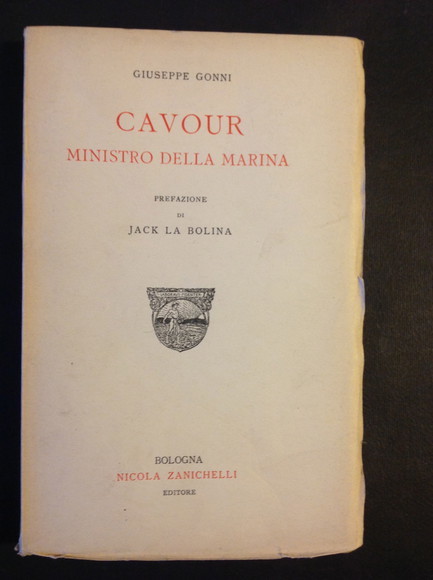 GIUSEPPE GONNI
CAVOUR
MINISTRO DELLA MARINA
PREFAZIONE
DI
JACK LA BOLINA
BOLOGNA
NICOLA ZANICHELLI
EDITORE